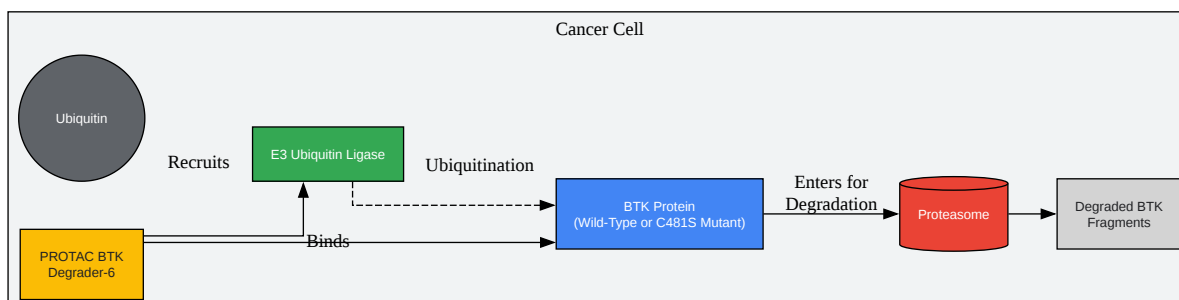 Cancer Cell
Ubiquitin
Recruits
E3 Ubiquitin Ligase
Ubiquitination
PROTAC BTK
Degrader-6
Binds
BTK Protein
(Wild-Type or C481S Mutant)
Enters for
Degradation
Proteasome
Degraded BTK
Fragments